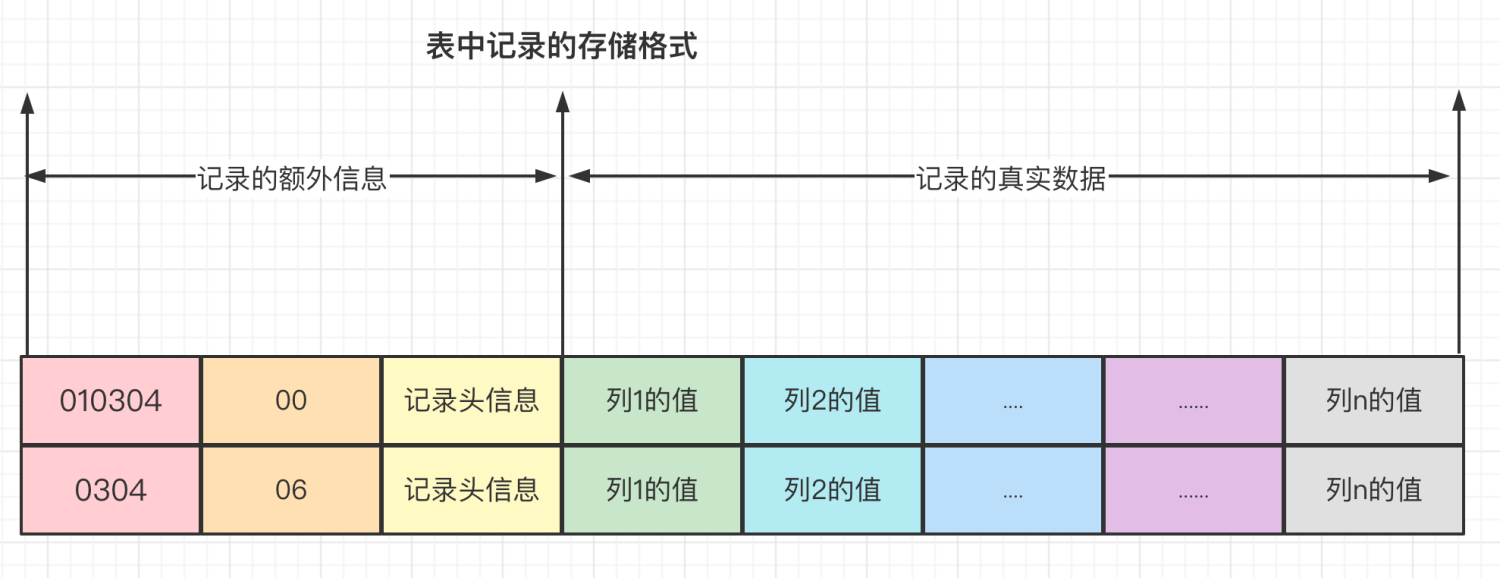 表中记录的存储格式
记录的额外信息 记录的真实数据
010304 00 记录头信息 列1的值 列2的值 .... ...... 列n的值
0304 06 记录头信息 列1的值 列2的值 .... ...... 列n的值